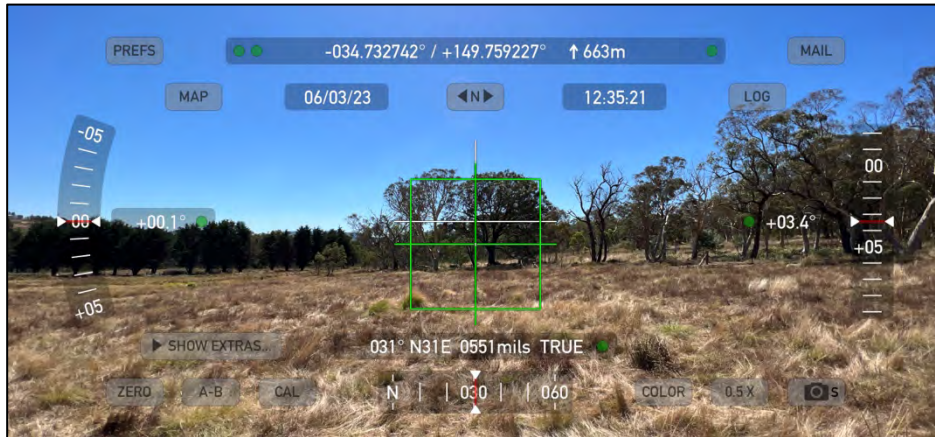 PREFS
-034.732742° / +149.759227° ↑ 663m
MAIL
MAP
06/03/23
◀N▶
12:35:21
LOG
-05
00
+05
+00.1°
+03.4°
00
+05
▶ SHOW EXTRAS...
031° N31E 0551mils TRUE
ZERO
A-B
CAL
N | | 030 | | 060
COLOR
0.5 X
S